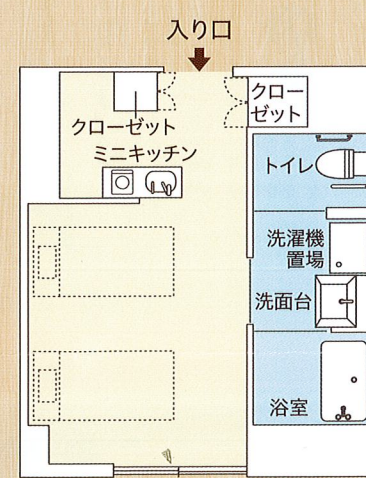 入り口
クロー
ゼット
クローゼット
ミニキッチン
トイレ
洗濯機
置場
洗面台
浴室